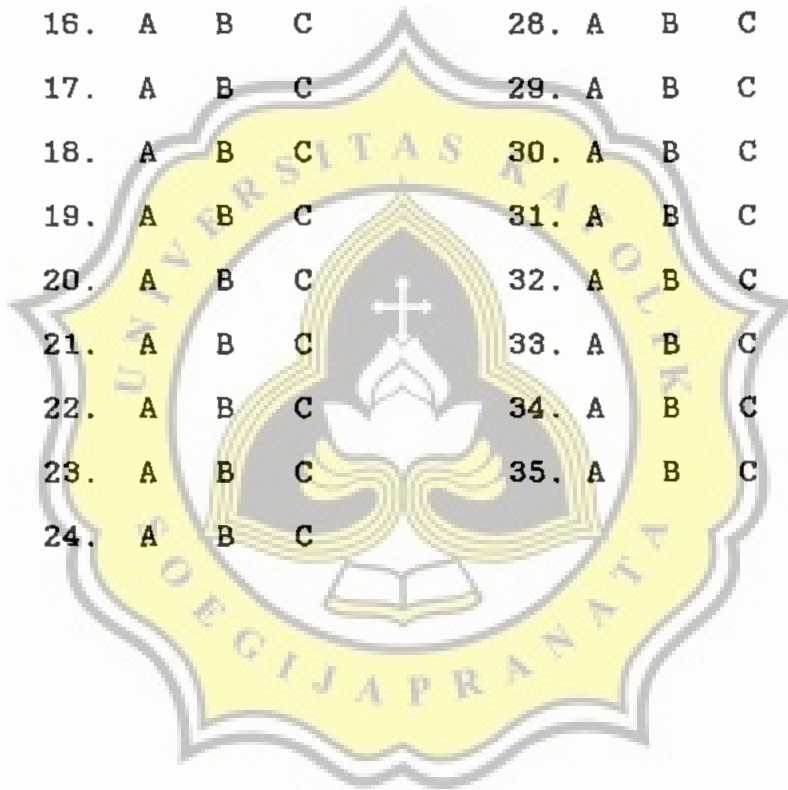 16. A B C
17. A B C
18. A B C
19. A B C
20. A B C
21. A B C
22. A B C
23. A B C
24. A B C
28. A B C
29. A B C
30. A B C
31. A B C
32. A B C
33. A B C
34. A B C
35. A B C
UNIVERSITAS KATOLIK
SOEGIJAPRANATA